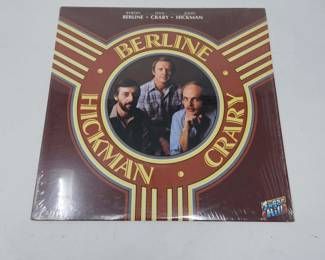 BYRON DAN JOHN
BERLINE • CRARY • HICKMAN
BERLINE
HICKMAN • CRARY